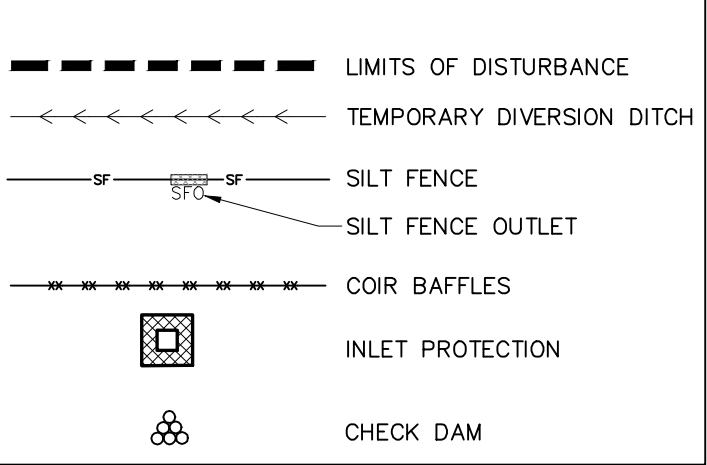 LIMITS OF DISTURBANCE
TEMPORARY DIVERSION DITCH
SF SF SILT FENCE
SFO
SILT FENCE OUTLET
xx xx xx xx xx xx xx xx COIR BAFFLES
INLET PROTECTION
CHECK DAM